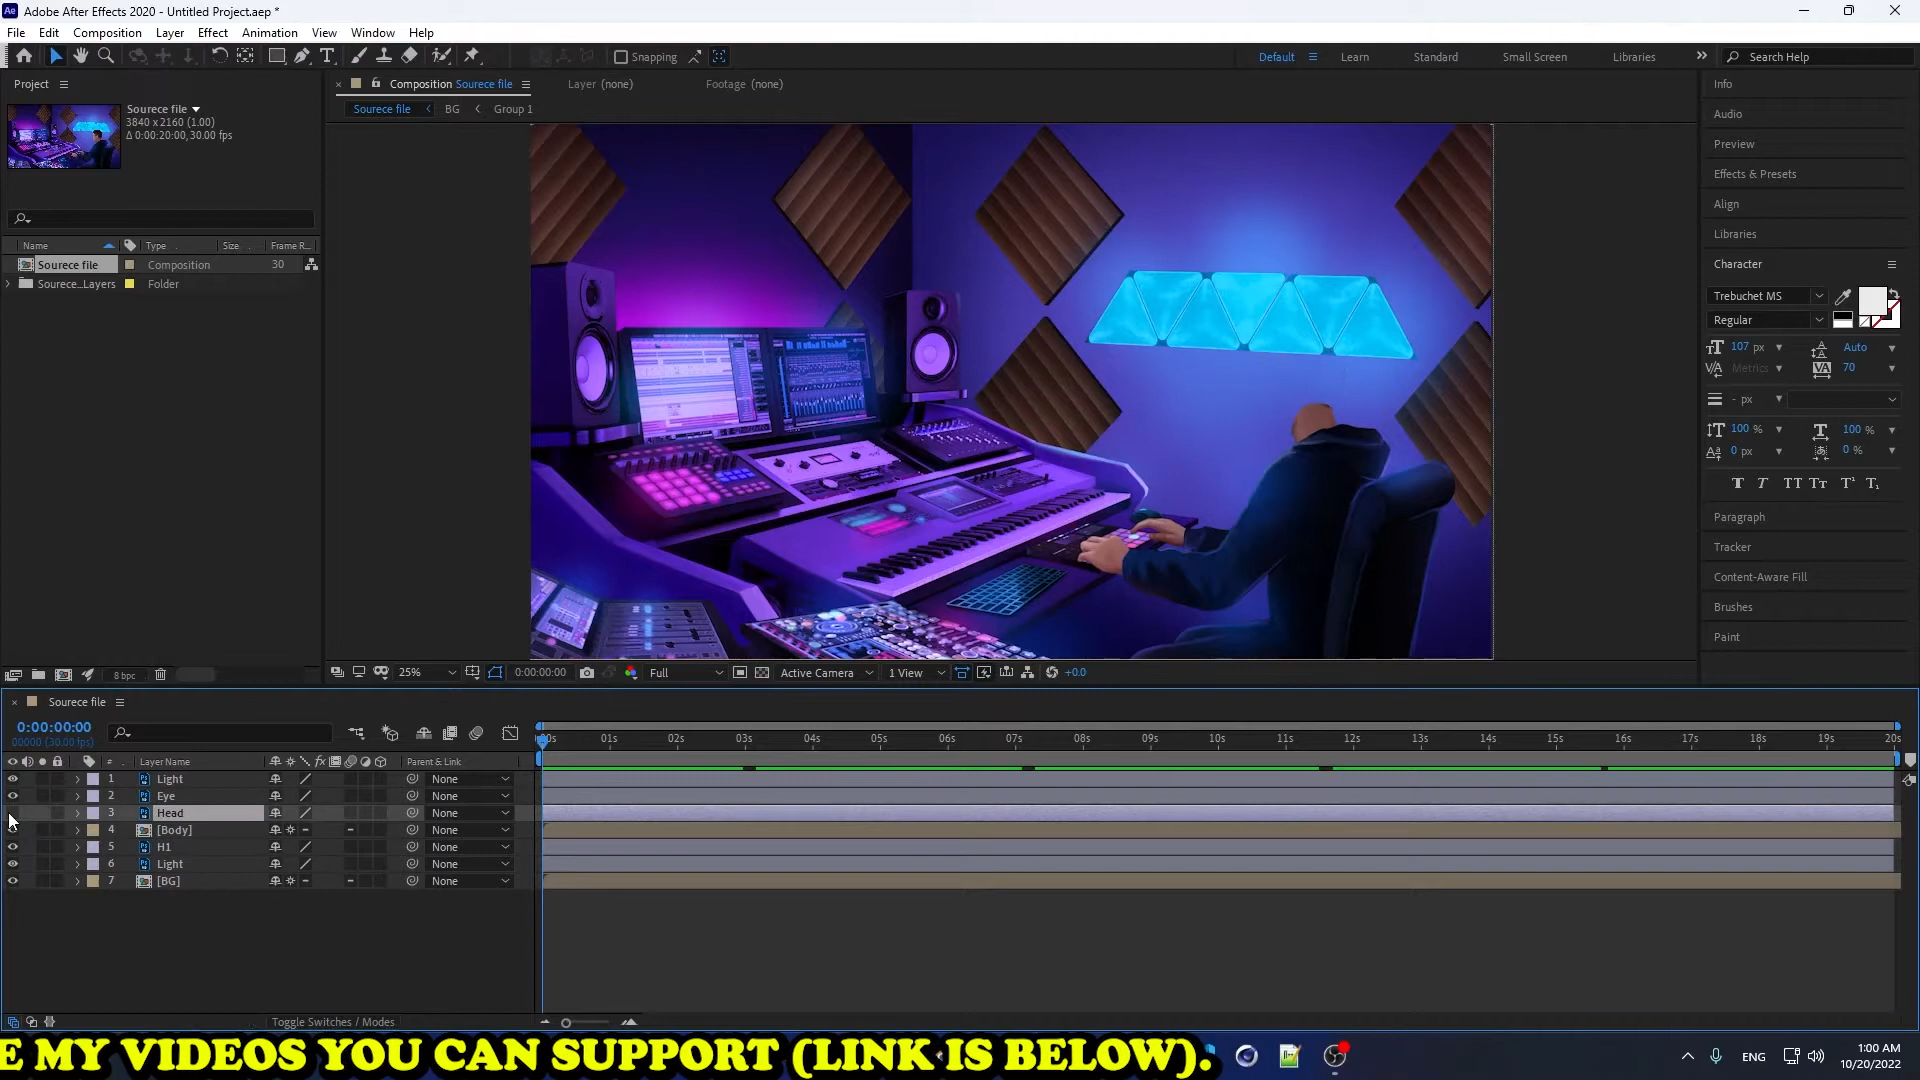 Adobe After Effects 2020 - Untitled Project.aep *
File Edit Composition Layer Effect Animation View Window Help
Snapping
Default Learn Standard Small Screen Libraries
Search Help
Project
Sourece file
3840 x 2160 (1.00)
Δ 0:00:20:00, 30.00 fps
Name Type Size Frame R...
Sourece file Composition 30
Sourece_Layers Folder
8 bpc
Composition Sourece file
Layer (none)
Footage (none)
Sourece file BG Group 1
25%
0:00:00:00
Full
Active Camera
1 View
+0.0
Info
Audio
Preview
Effects & Presets
Align
Libraries
Character
Trebuchet MS
Regular
107 px Auto
Metrics 70
- px
100 % 100 %
0 px 0 %
T T TT Tt T¹ T₁
Paragraph
Tracker
Content-Aware Fill
Brushes
Paint
Sourece file
0:00:00:00
00000 (30.00 fps)
:00s 01s 02s 03s 04s 05s 06s 07s 08s 09s 10s 11s 12s 13s 14s 15s 16s 17s 18s 19s 20s
# Layer Name Parent & Link
1 Light None
2 Eye None
3 Head None
4 [Body] None
5 H1 None
6 Light None
7 [BG] None
Toggle Switches / Modes
E MY VIDEOS YOU CAN SUPPORT (LINK IS BELOW).
ENG
1:00 AM
10/20/2022